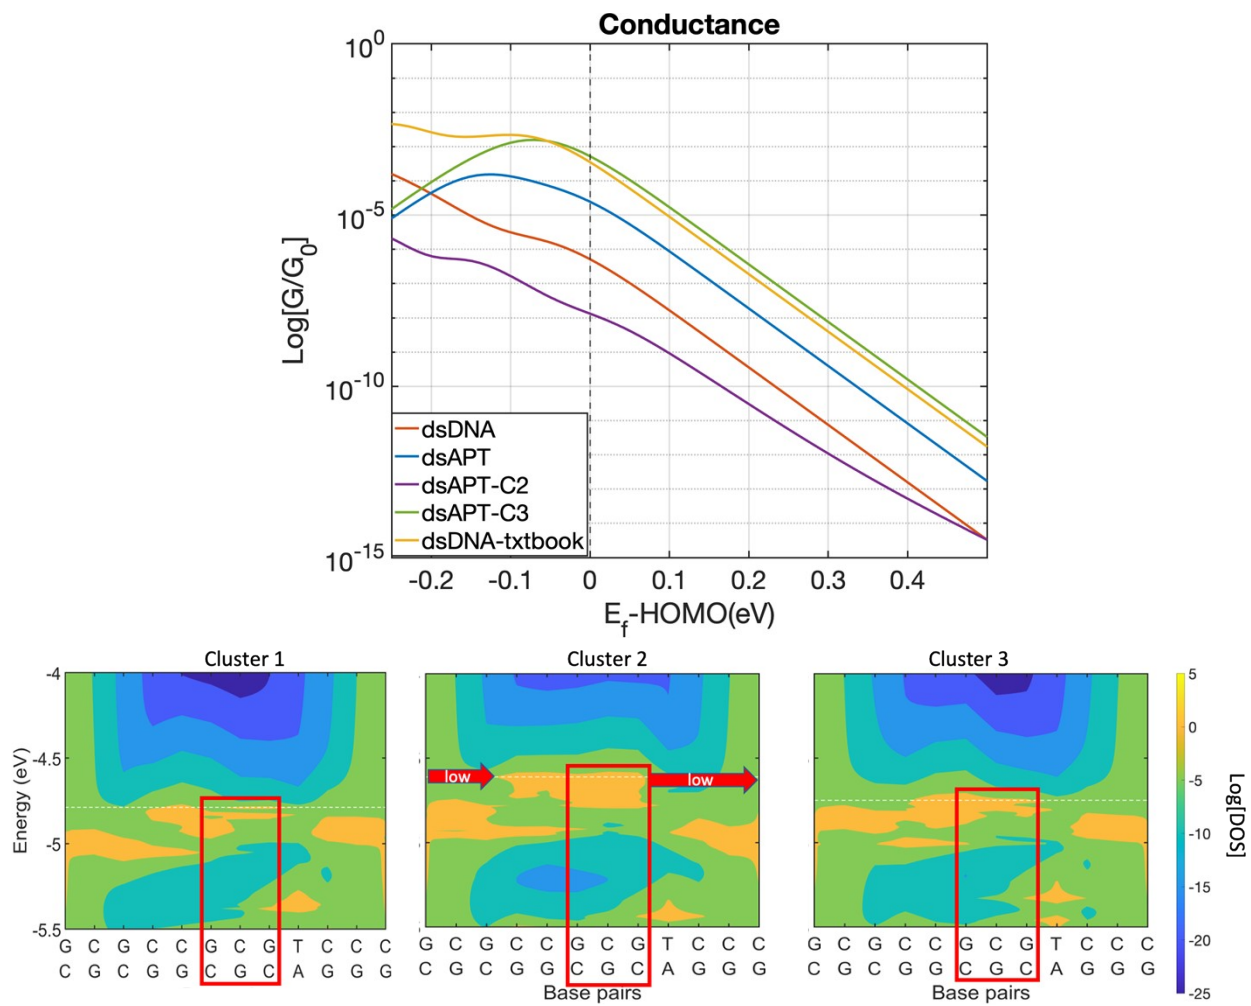 Conductance
10^0
10^-5
10^-10
10^-15
Log[G/G_0]
dsDNA
dsAPT
dsAPT-C2
dsAPT-C3
dsDNA-txtbook
-0.2 -0.1 0 0.1 0.2 0.3 0.4
E_f-HOMO(eV)
Cluster 1 Cluster 2 Cluster 3
-4
-4.5
-5
-5.5
Energy (eV)
low low
5
0
-5
-10
-15
-20
-25
Log[DOS]
G C G C C G C G T C C C
C G C G G C G C A G G G
G C G C C G C G T C C C
C G C G G C G C A G G G
G C G C C G C G T C C C
C G C G G C G C A G G G
Base pairs Base pairs